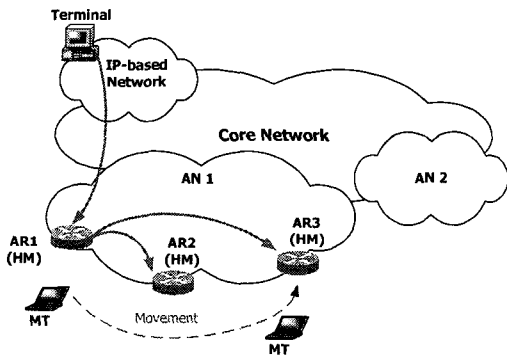 Terminal
IP-based
Network
Core Network
AN 1
AN 2
AR1
(HM)
AR2
(HM)
AR3
(HM)
MT
Movement
MT